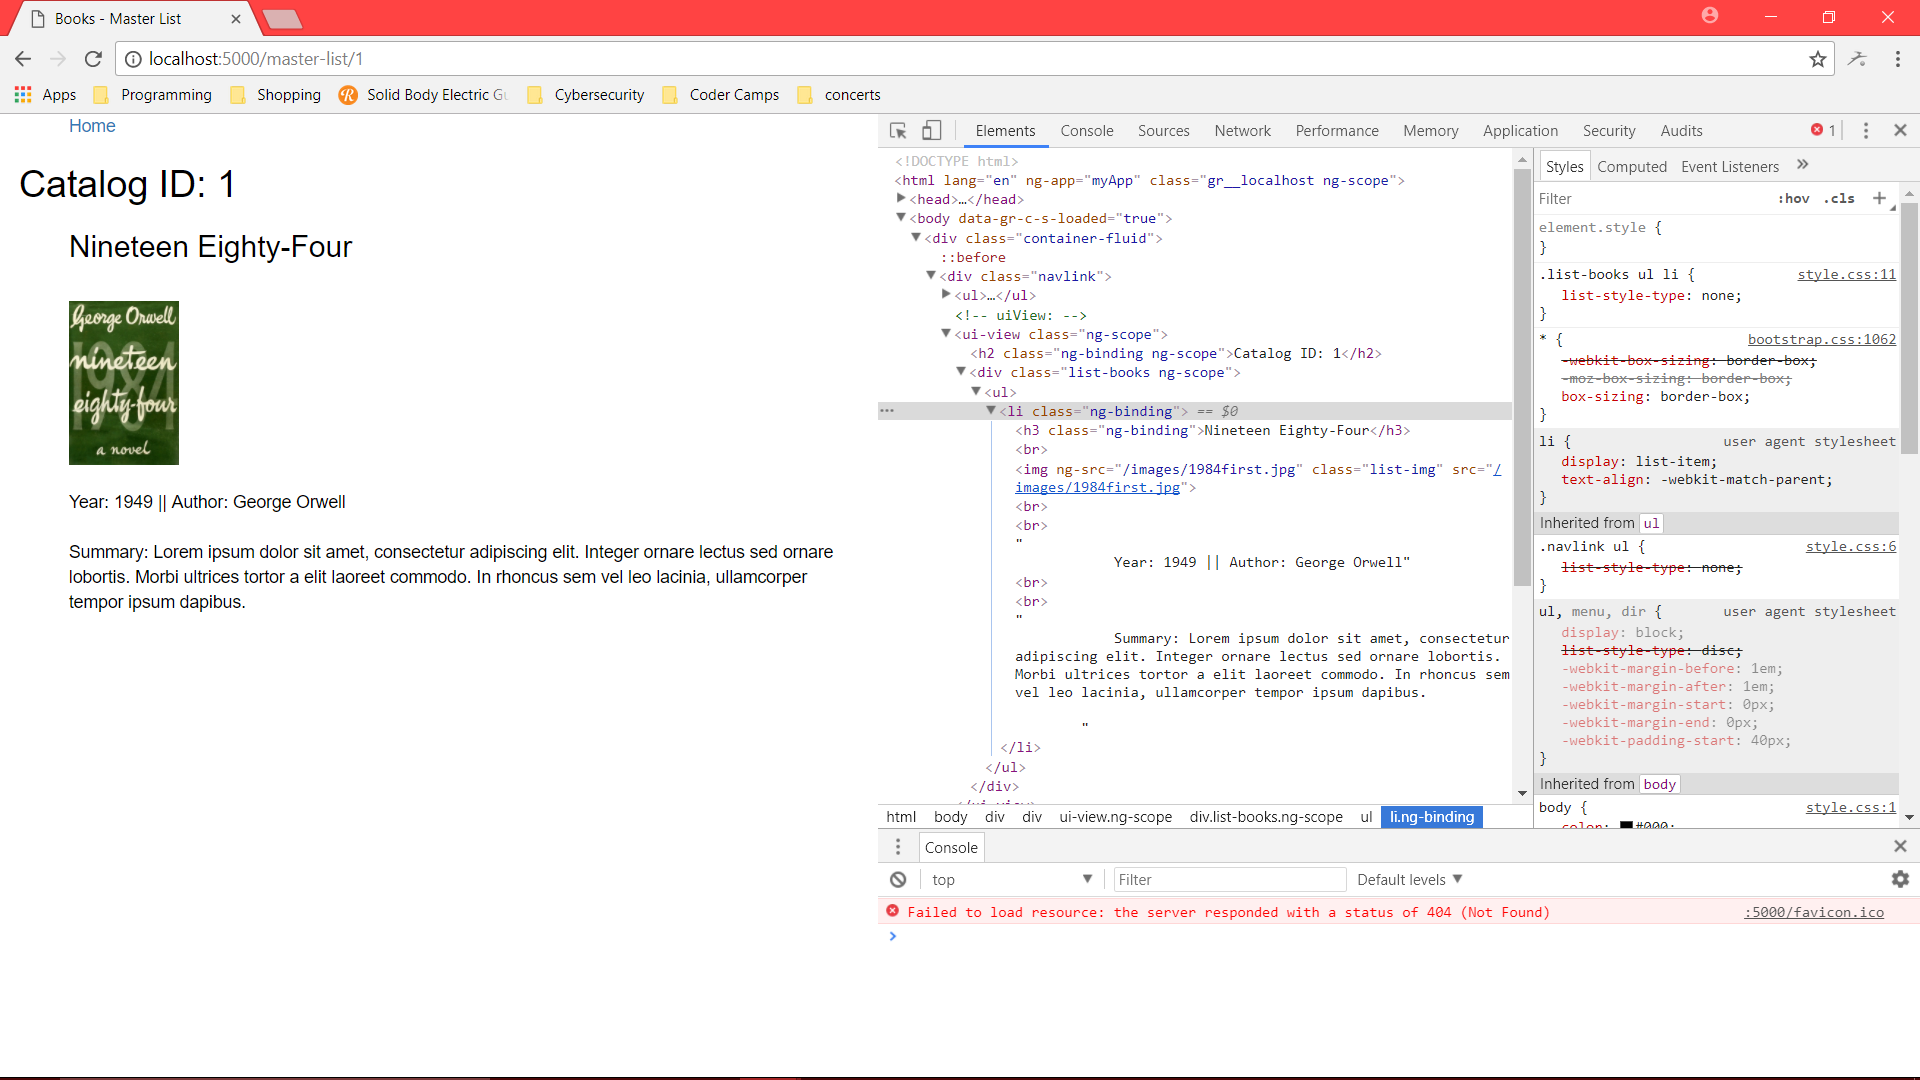 Books - Master List
localhost:5000/master-list/1
Apps Programming Shopping Solid Body Electric Gu Cybersecurity Coder Camps concerts
Home
Catalog ID: 1
Nineteen Eighty-Four
George Orwell
1984
nineteen
eighty-four
a novel
Year: 1949 || Author: George Orwell
Summary: Lorem ipsum dolor sit amet, consectetur adipiscing elit. Integer ornare lectus sed ornare
lobortis. Morbi ultrices tortor a elit laoreet commodo. In rhoncus sem vel leo lacinia, ullamcorper
tempor ipsum dapibus.
Elements Console Sources Network Performance Memory Application Security Audits 1
<!DOCTYPE html>
<html lang="en" ng-app="myApp" class="gr__localhost ng-scope">
<head>…</head>
<body data-gr-c-s-loaded="true">
<div class="container-fluid">
::before
<div class="navlink">
<ul>…</ul>
<!-- uiView: -->
<ui-view class="ng-scope">
<h2 class="ng-binding ng-scope">Catalog ID: 1</h2>
<div class="list-books ng-scope">
<ul>
<li class="ng-binding"> == $0
<h3 class="ng-binding">Nineteen Eighty-Four</h3>
<br>
<img ng-src="/images/1984first.jpg" class="list-img" src="/
images/1984first.jpg">
<br>
<br>
"
Year: 1949 || Author: George Orwell"
<br>
<br>
"
Summary: Lorem ipsum dolor sit amet, consectetur
adipiscing elit. Integer ornare lectus sed ornare lobortis.
Morbi ultrices tortor a elit laoreet commodo. In rhoncus sem
vel leo lacinia, ullamcorper tempor ipsum dapibus.
"
</li>
</ul>
</div>
</ui-view>
html body div div ui-view.ng-scope div.list-books.ng-scope ul li.ng-binding
Styles Computed Event Listeners »
Filter :hov .cls +
element.style {
}
.list-books ul li { style.css:11
list-style-type: none;
}
* { bootstrap.css:1062
-webkit-box-sizing: border-box;
-moz-box-sizing: border-box;
box-sizing: border-box;
}
li { user agent stylesheet
display: list-item;
text-align: -webkit-match-parent;
}
Inherited from ul
.navlink ul { style.css:6
list-style-type: none;
}
ul, menu, dir { user agent stylesheet
display: block;
list-style-type: disc;
-webkit-margin-before: 1em;
-webkit-margin-after: 1em;
-webkit-margin-start: 0px;
-webkit-margin-end: 0px;
-webkit-padding-start: 40px;
}
Inherited from body
body { style.css:1
color: #000;
Console
top Filter Default levels
Failed to load resource: the server responded with a status of 404 (Not Found) :5000/favicon.ico